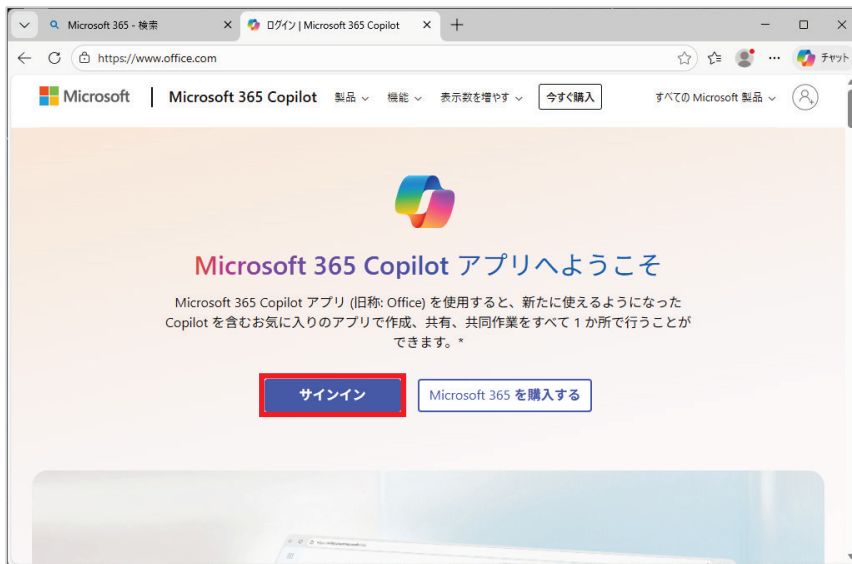 Microsoft 365 - 検索
ログイン | Microsoft 365 Copilot
https://www.office.com
チャット
Microsoft | Microsoft 365 Copilot 製品 機能 表示数を増やす 今すぐ購入 すべての Microsoft 製品
Microsoft 365 Copilot アプリへようこそ
Microsoft 365 Copilot アプリ (旧称: Office) を使用すると、新たに使えるようになった
Copilot を含むお気に入りのアプリで作成、共有、共同作業をすべて 1 か所で行うことが
できます。*
サインイン
Microsoft 365 を購入する